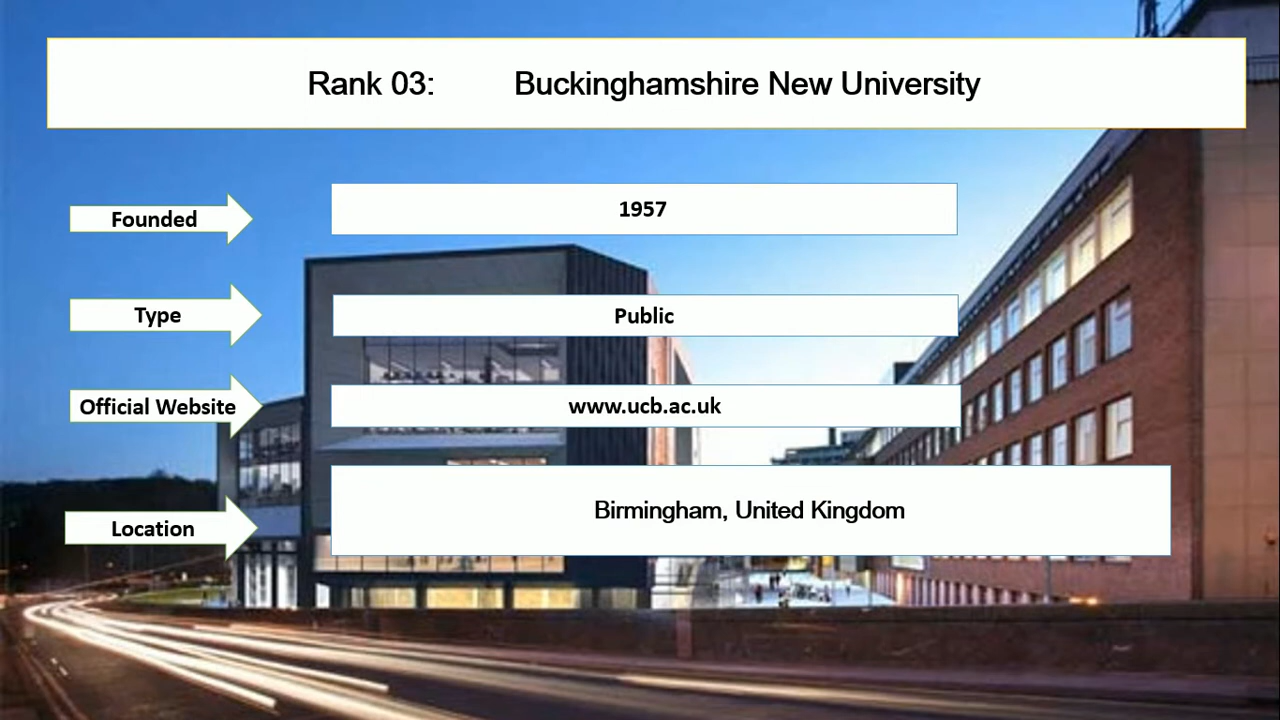 Rank 03: Buckinghamshire New University
Founded
1957
Type
Public
Official Website
www.ucb.ac.uk
Location
Birmingham, United Kingdom